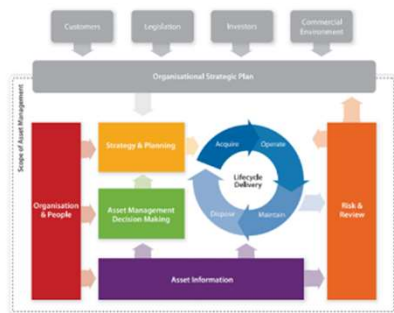 Customers
Legislation
Investors
Commercial
Environment
Organisational Strategic Plan
Scope of Asset Management
Organisation
& People
Strategy & Planning
Asset Management
Decision Making
Acquire
Operate
Lifecycle
Delivery
Dispose
Maintain
Risk &
Review
Asset Information